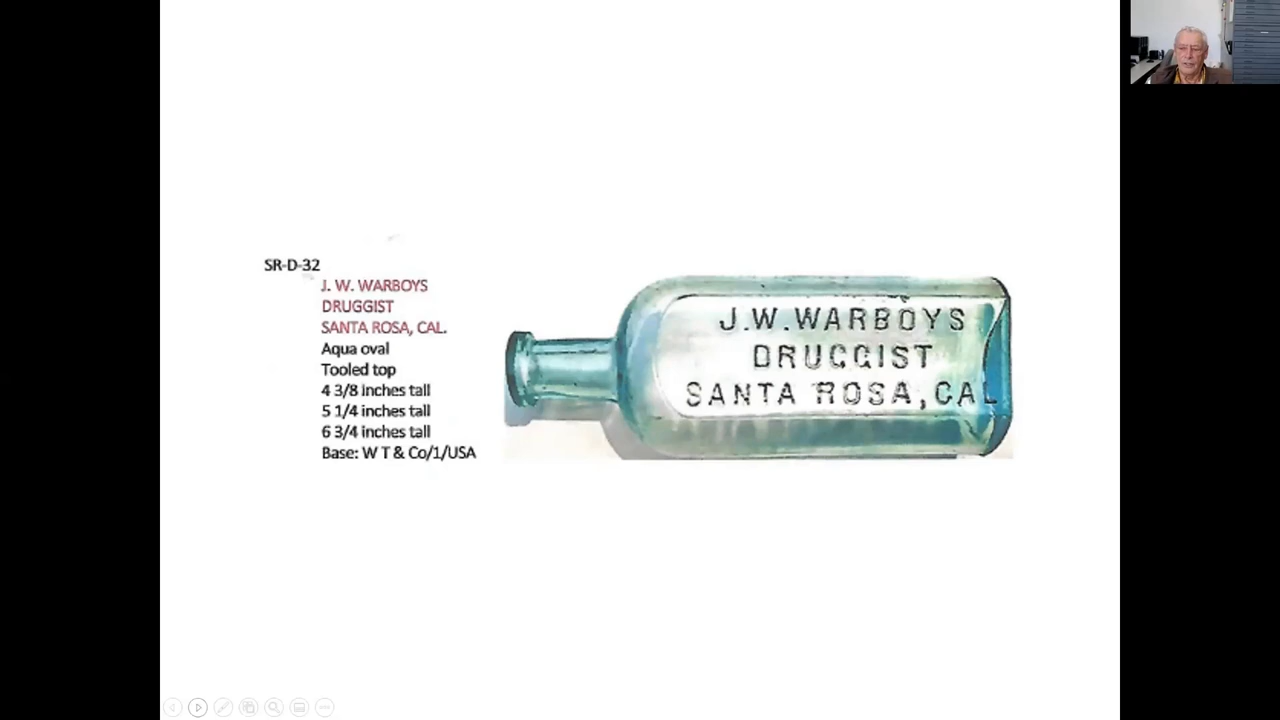 SR-D-32
J. W. WARBOYS
DRUGGIST
SANTA ROSA, CAL.
Aqua oval
Tooled top
4 3/8 inches tall
5 1/4 inches tall
6 3/4 inches tall
Base: W T & Co/1/USA
J.W.WARBOYS
DRUGGIST
SANTA ROSA, CAL